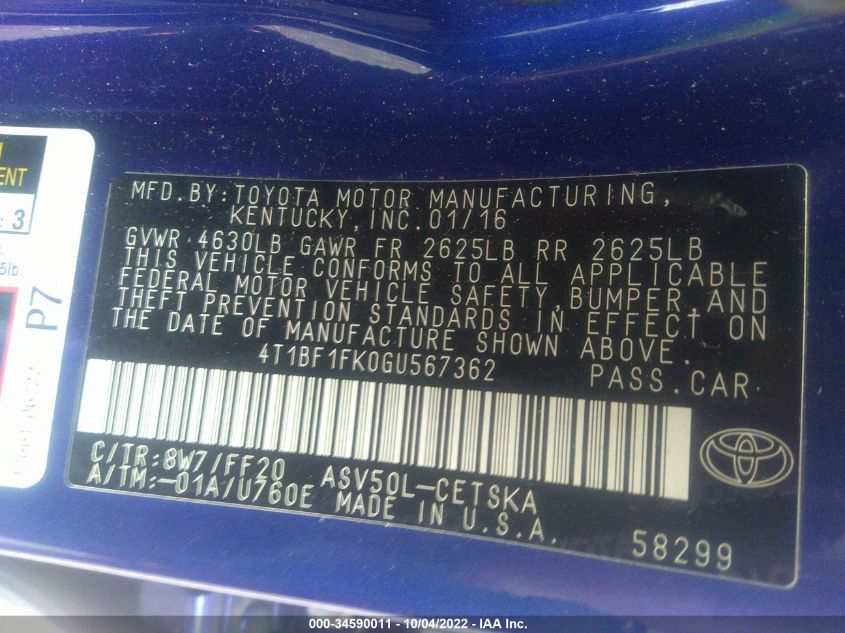 ENT
: 3
5lb.
P7
MFD.BY:TOYOTA MOTOR MANUFACTURING,
KENTUCKY,INC.01/16
GVWR 4630LB GAWR FR 2625LB RR 2625LB
THIS VEHICLE CONFORMS TO ALL APPLICABLE
FEDERAL MOTOR VEHICLE SAFETY,BUMPER,AND
THEFT PREVENTION STANDARDS IN EFFECT ON
THE DATE OF MANUFACTURE SHOWN ABOVE.
4T1BF1FK0GU567362 PASS.CAR
C/TR:8W7/FF20 ASV50L-CETSKA
A/TM:-01A/U760E MADE IN U.S.A.
58299
000-34590011 - 10/04/2022 - IAA Inc.